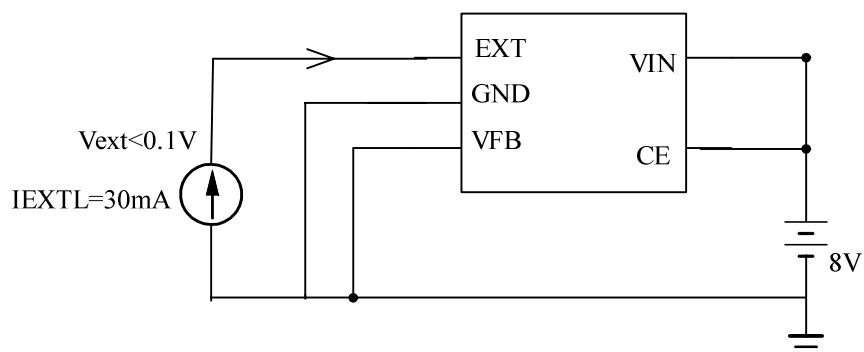 EXT
VIN
GND
Vext<0.1V
VFB
CE
IEXTL=30mA
8V